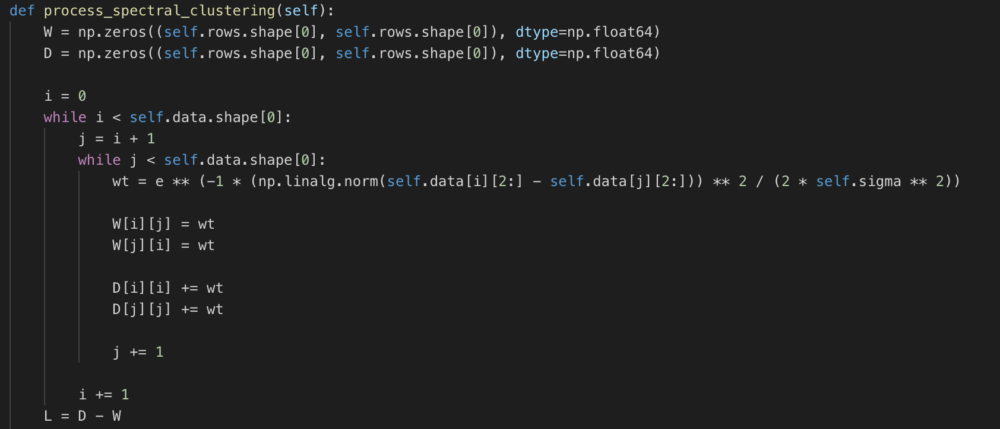 def process_spectral_clustering(self):
    W = np.zeros((self.rows.shape[0], self.rows.shape[0]), dtype=np.float64)
    D = np.zeros((self.rows.shape[0], self.rows.shape[0]), dtype=np.float64)

    i = 0
    while i < self.data.shape[0]:
        j = i + 1
        while j < self.data.shape[0]:
            wt = e ** (-1 * (np.linalg.norm(self.data[i][2:] - self.data[j][2:])) ** 2 / (2 * self.sigma ** 2))

            W[i][j] = wt
            W[j][i] = wt

            D[i][i] += wt
            D[j][j] += wt

            j += 1

        i += 1
    L = D - W